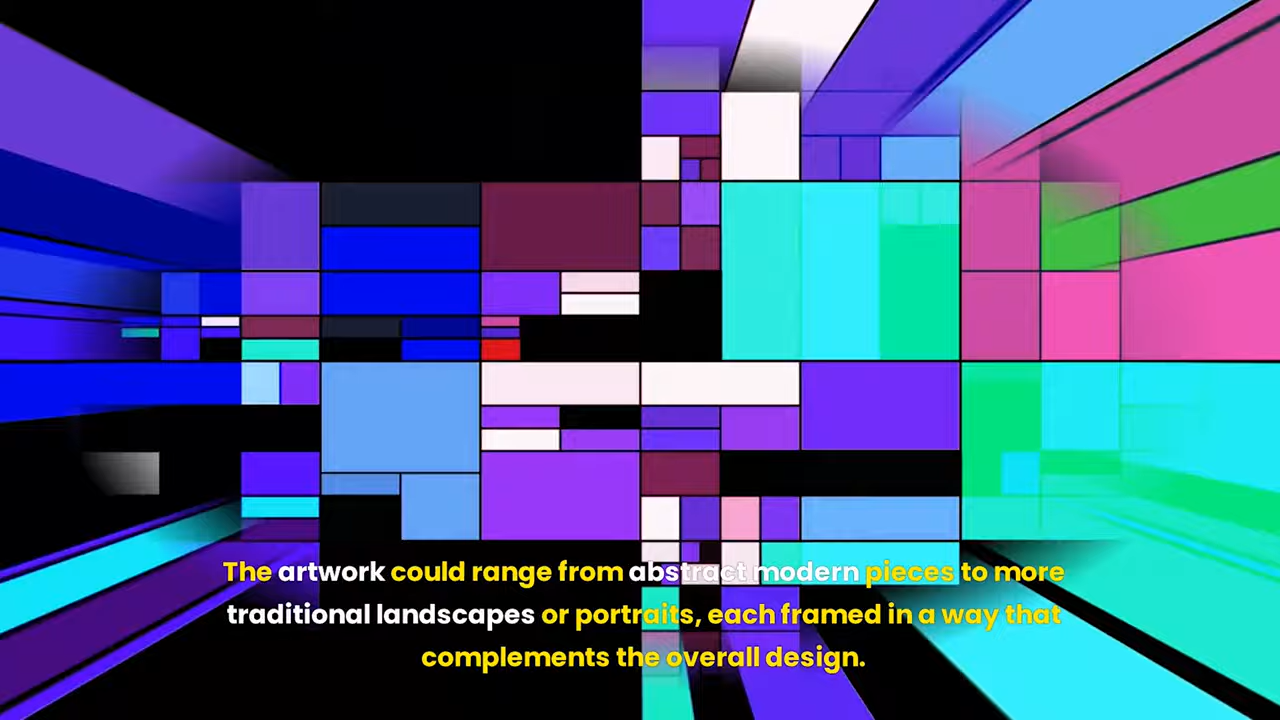 The artwork could range from abstract modern pieces to more
traditional landscapes or portraits, each framed in a way that
complements the overall design.